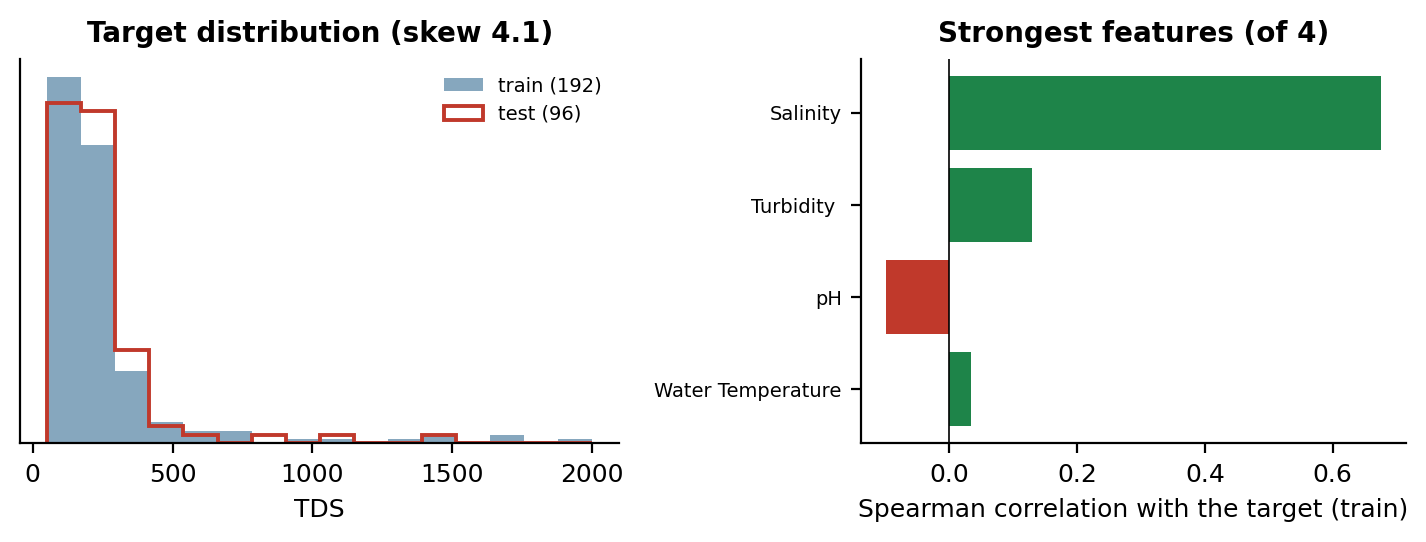 Target distribution (skew 4.1)
train (192)
test (96)
0 500 1000 1500 2000
TDS
Strongest features (of 4)
Salinity
Turbidity
pH
Water Temperature
0.0 0.2 0.4 0.6
Spearman correlation with the target (train)